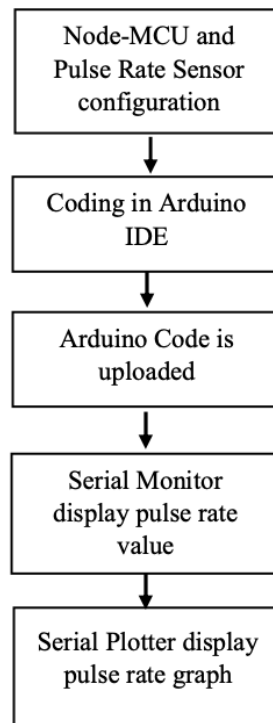 Node-MCU and
Pulse Rate Sensor
configuration
Coding in Arduino
IDE
Arduino Code is
uploaded
Serial Monitor
display pulse rate
value
Serial Plotter display
pulse rate graph